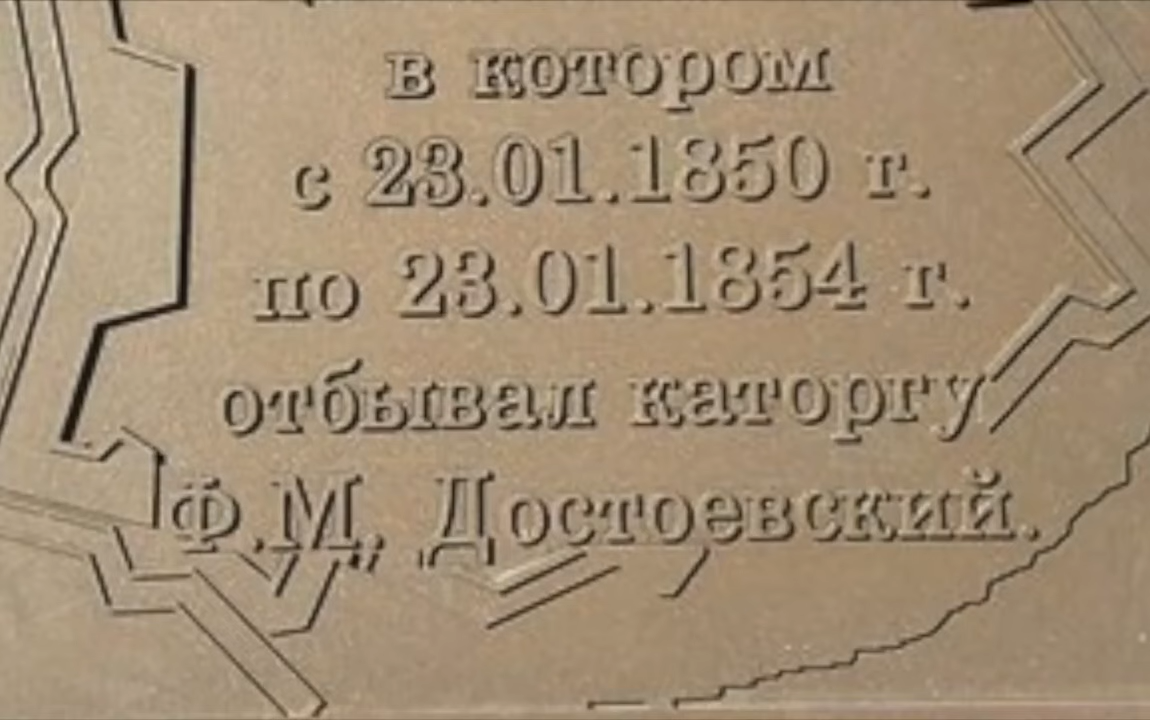 в котором
с 23.01.1850 г.
по 23.01.1854 г.
отбывал каторгу
Ф.М. Достоевский.